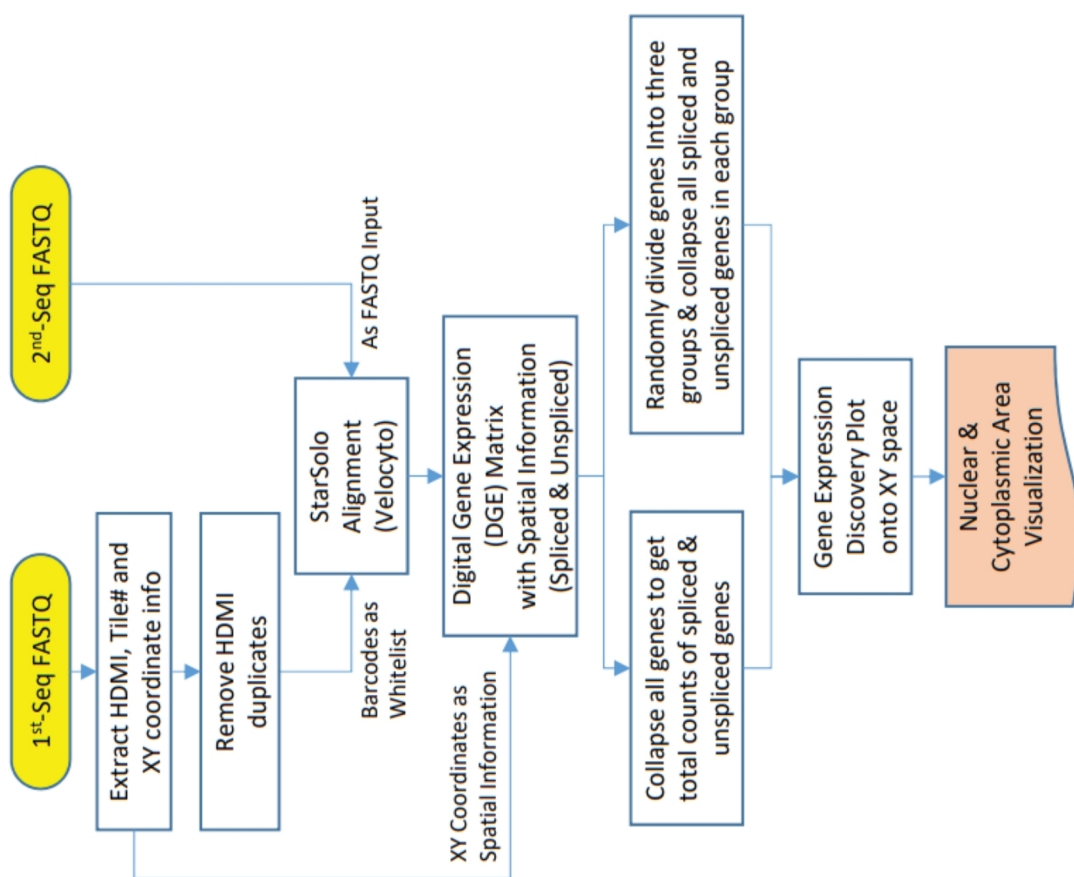 1st-Seq FASTQ
2nd-Seq FASTQ
Extract HDMI, Tile# and
XY coordinate info
Remove HDMI
duplicates
Barcodes as
Whitelist
As FASTQ Input
StarSolo
Alignment
(Velocyto)
XY Coordinates as
Spatial Information
Digital Gene Expression
(DGE) Matrix
with Spatial Information
(Spliced & Unspliced)
Collapse all genes to get
total counts of spliced &
unspliced genes
Randomly divide genes Into three
groups & collapse all spliced and
unspliced genes in each group
Gene Expression
Discovery Plot
onto XY space
Nuclear &
Cytoplasmic Area
Visualization